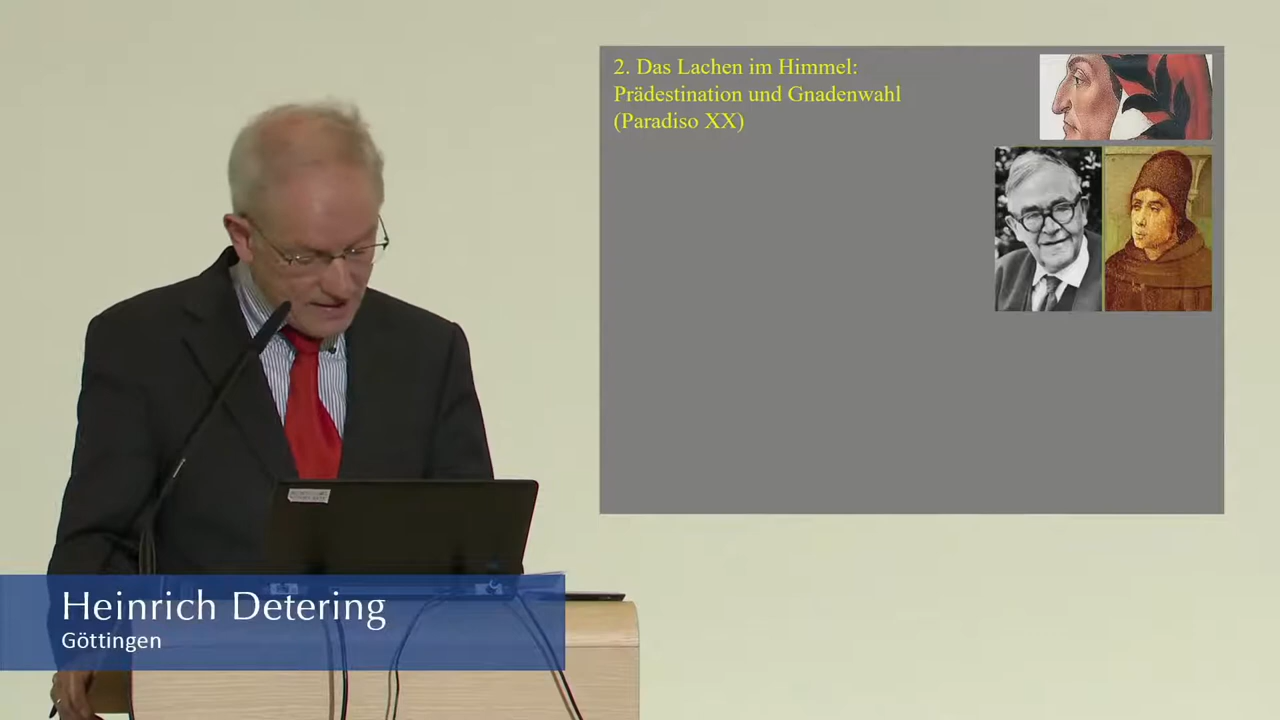 2. Das Lachen im Himmel:
Prädestination und Gnadenwahl
(Paradiso XX)
Heinrich Detering
Göttingen